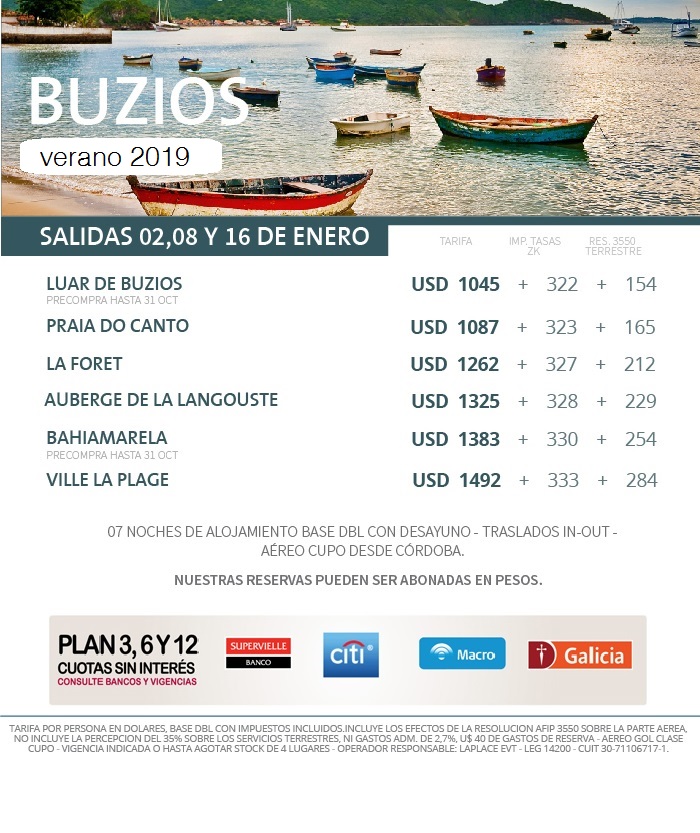 BUZIOS
verano 2019
SALIDAS 02,08 Y 16 DE ENERO
TARIFA IMP. TASAS ZK RES. 3550 TERRESTRE
LUAR DE BUZIOS USD 1045 + 322 + 154
PRECOMPRA HASTA 31 OCT
PRAIA DO CANTO USD 1087 + 323 + 165
LA FORET USD 1262 + 327 + 212
AUBERGE DE LA LANGOUSTE USD 1325 + 328 + 229
BAHIAMARELA USD 1383 + 330 + 254
PRECOMPRA HASTA 31 OCT
VILLE LA PLAGE USD 1492 + 333 + 284
07 NOCHES DE ALOJAMIENTO BASE DBL CON DESAYUNO - TRASLADOS IN-OUT -
AÉREO CUPO DESDE CÓRDOBA.
NUESTRAS RESERVAS PUEDEN SER ABONADAS EN PESOS.
PLAN 3, 6 Y 12
CUOTAS SIN INTERÉS
CONSULTE BANCOS Y VIGENCIAS
SUPERVIELLE
BANCO
citi®
Macro
Galicia
TARIFA POR PERSONA EN DOLARES, BASE DBL CON IMPUESTOS INCLUIDOS.INCLUYE LOS EFECTOS DE LA RESOLUCION AFIP 3550 SOBRE LA PARTE AEREA,
NO INCLUYE LA PERCEPCION DEL 35% SOBRE LOS SERVICIOS TERRESTRES, NI GASTOS ADM. DE 2,7%, U$ 40 DE GASTOS DE RESERVA - AEREO GOL CLASE
CUPO - VIGENCIA INDICADA O HASTA AGOTAR STOCK DE 4 LUGARES - OPERADOR RESPONSABLE: LAPLACE EVT - LEG 14200 - CUIT 30-71106717-1.